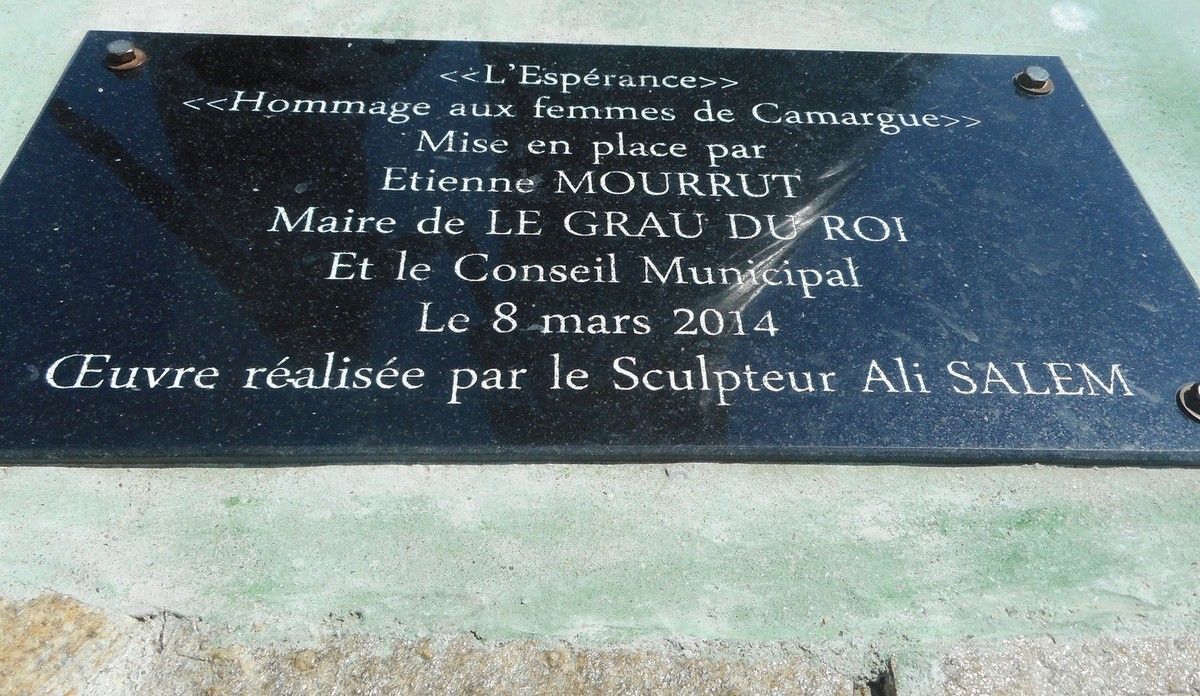 <<L'Espérance>>
<<Hommage aux femmes de Camargue>>
Mise en place par
Etienne MOURRUT
Maire de LE GRAU DU ROI
Et le Conseil Municipal
Le 8 mars 2014
Œuvre réalisée par le Sculpteur Ali SALEM